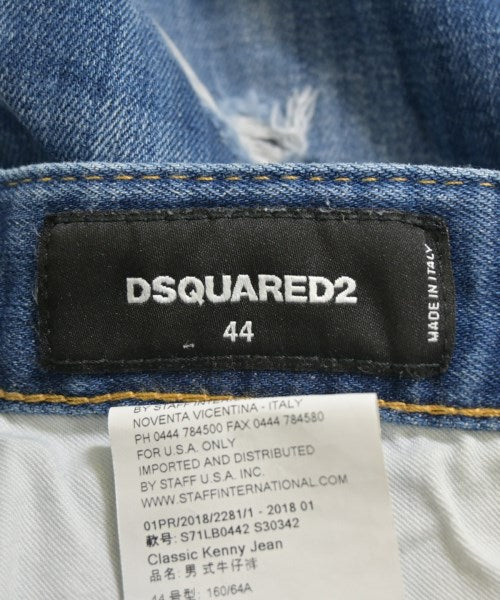 DSQUARED2
44
MADE IN ITALY
BY STAFF INTERNATIONAL
NOVENTA VICENTINA - ITALY
PH 0444 784500 FAX 0444 784580
FOR U.S.A. ONLY
IMPORTED AND DISTRIBUTED
BY STAFF U.S.A. INC.
WWW.STAFFINTERNATIONAL.COM
01PR/2018/2281/1 - 2018 01
款号: S71LB0442 S30342
Classic Kenny Jean
品名: 男式牛仔裤
44 号型: 160/64A